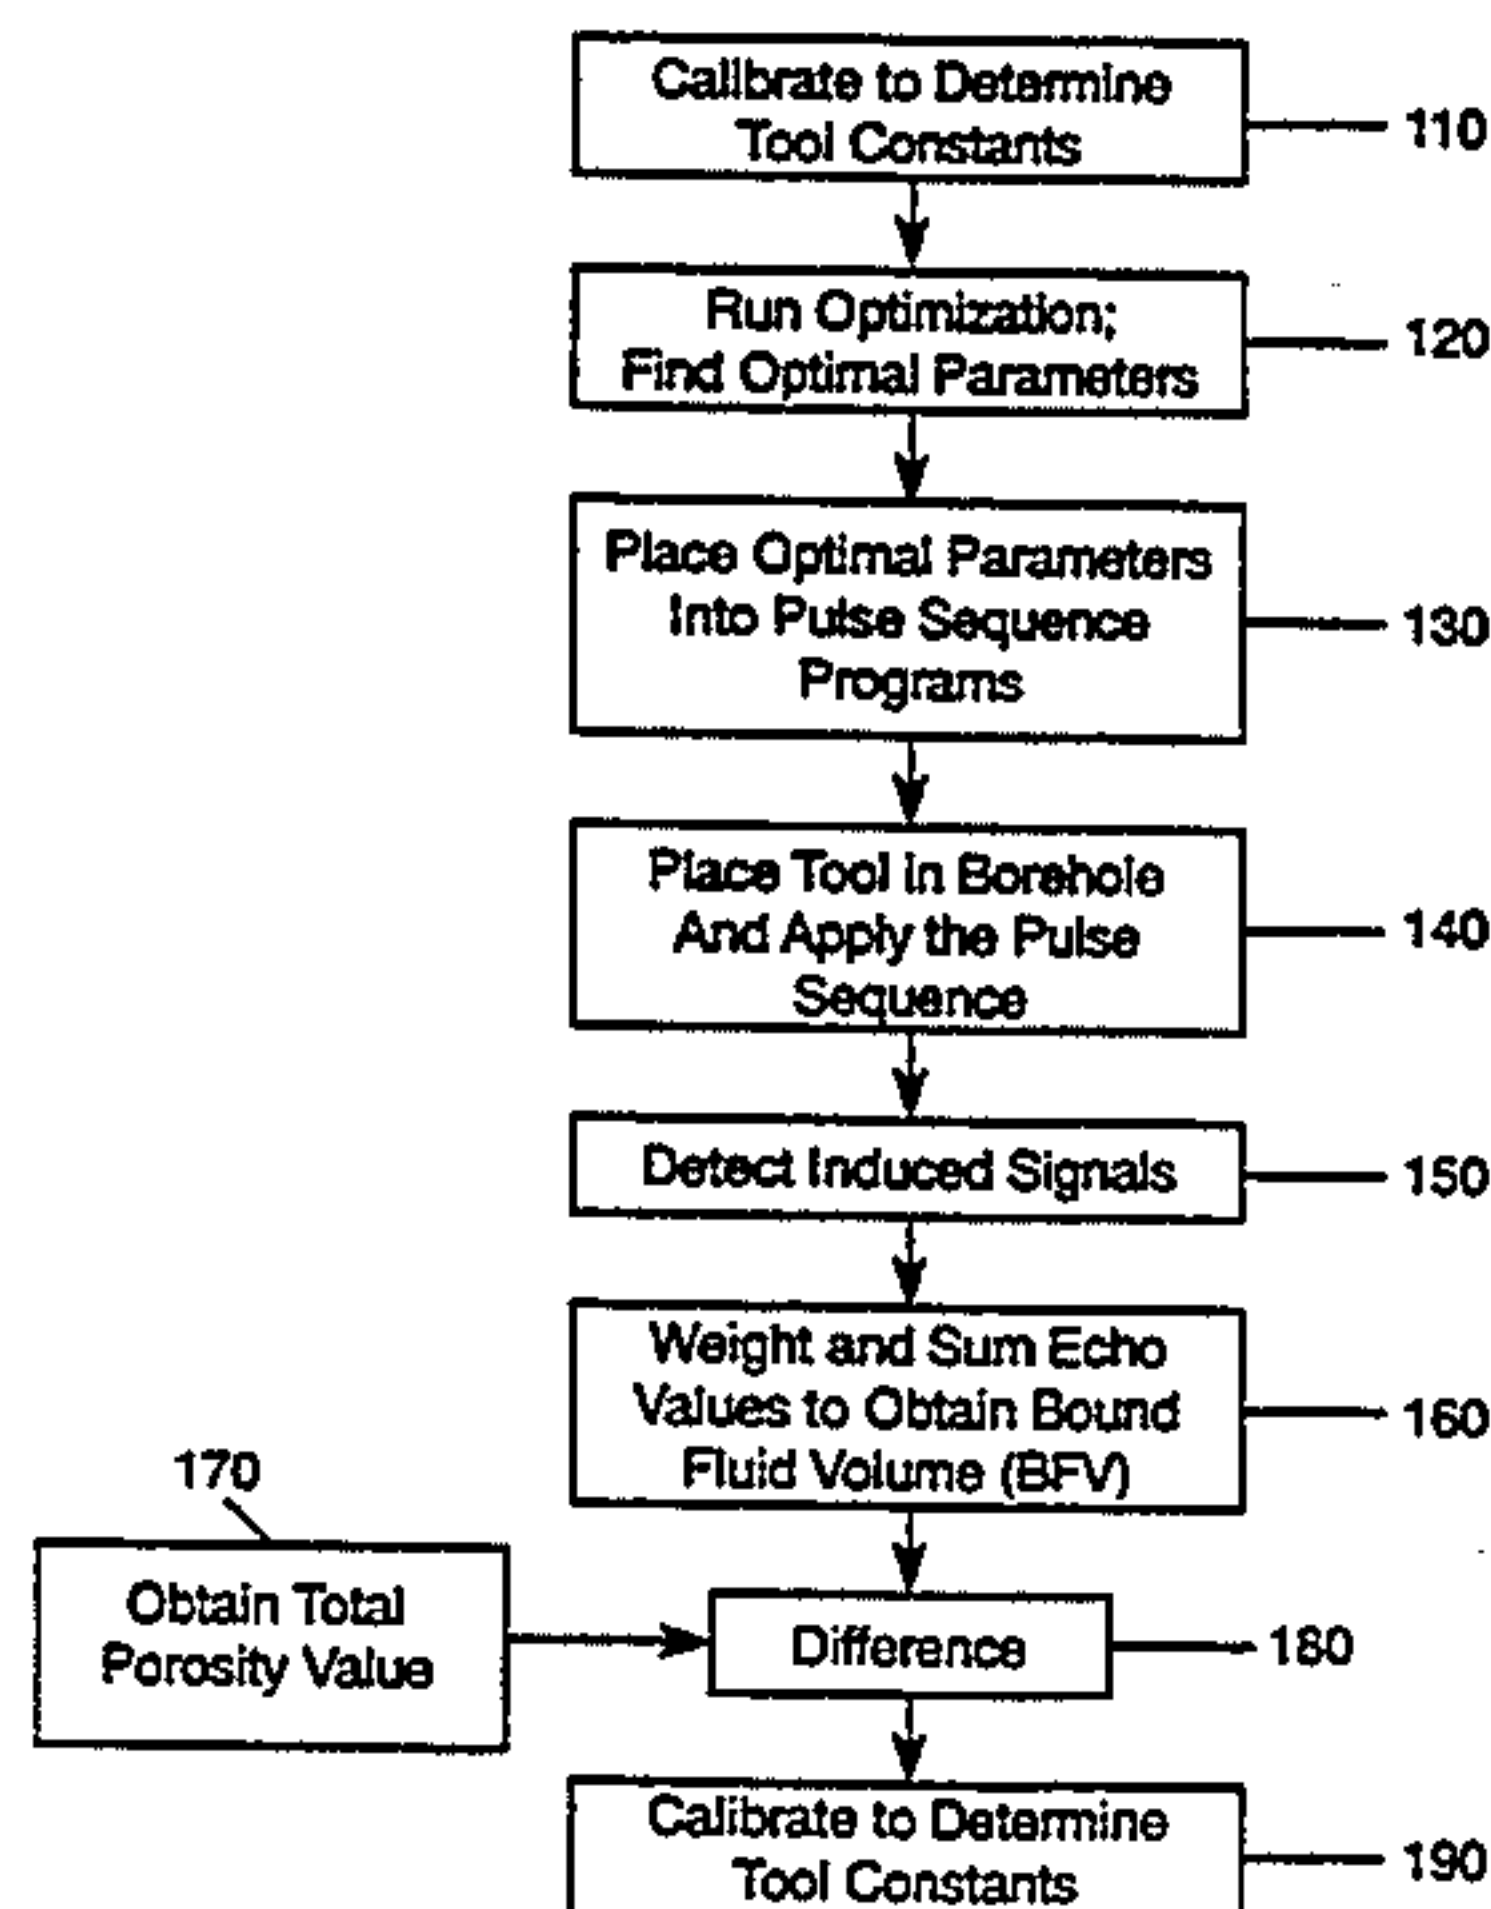 Calibrate to Determine
Tool Constants
110
Run Optimization;
Find Optimal Parameters
120
Place Optimal Parameters
Into Pulse Sequence
Programs
130
Place Tool in Borehole
And Apply the Pulse
Sequence
140
Detect Induced Signals
150
Weight and Sum Echo
Values to Obtain Bound
Fluid Volume (BFV)
160
170
Obtain Total
Porosity Value
Difference
180
Calibrate to Determine
Tool Constants
190